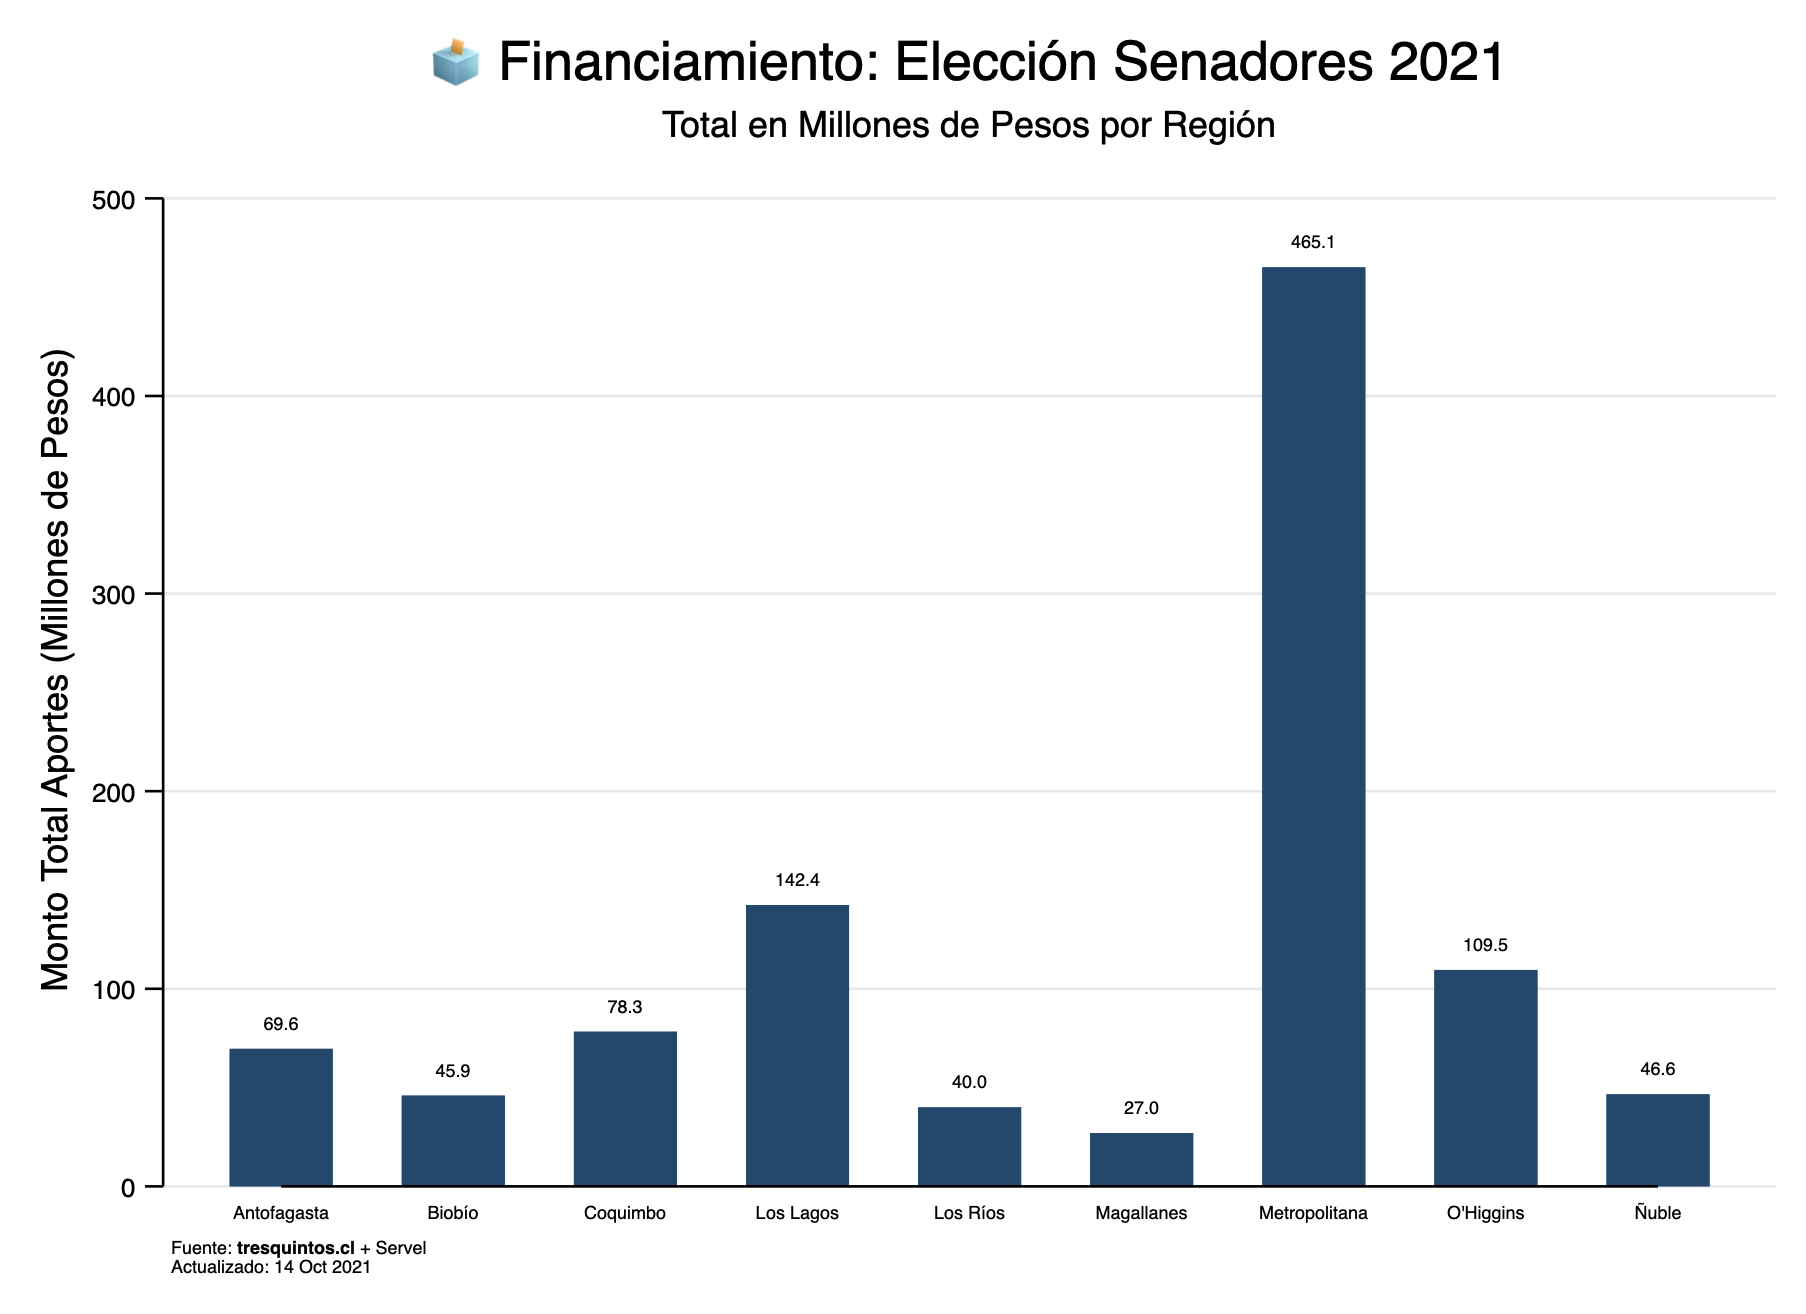 Financiamiento: Elección Senadores 2021
Total en Millones de Pesos por Región
Monto Total Aportes (Millones de Pesos)
500
400
300
200
100
0
69.6
45.9
78.3
142.4
40.0
27.0
465.1
109.5
46.6
Antofagasta
Biobío
Coquimbo
Los Lagos
Los Ríos
Magallanes
Metropolitana
O'Higgins
Ñuble
Fuente: tresquintos.cl + Servel
Actualizado: 14 Oct 2021